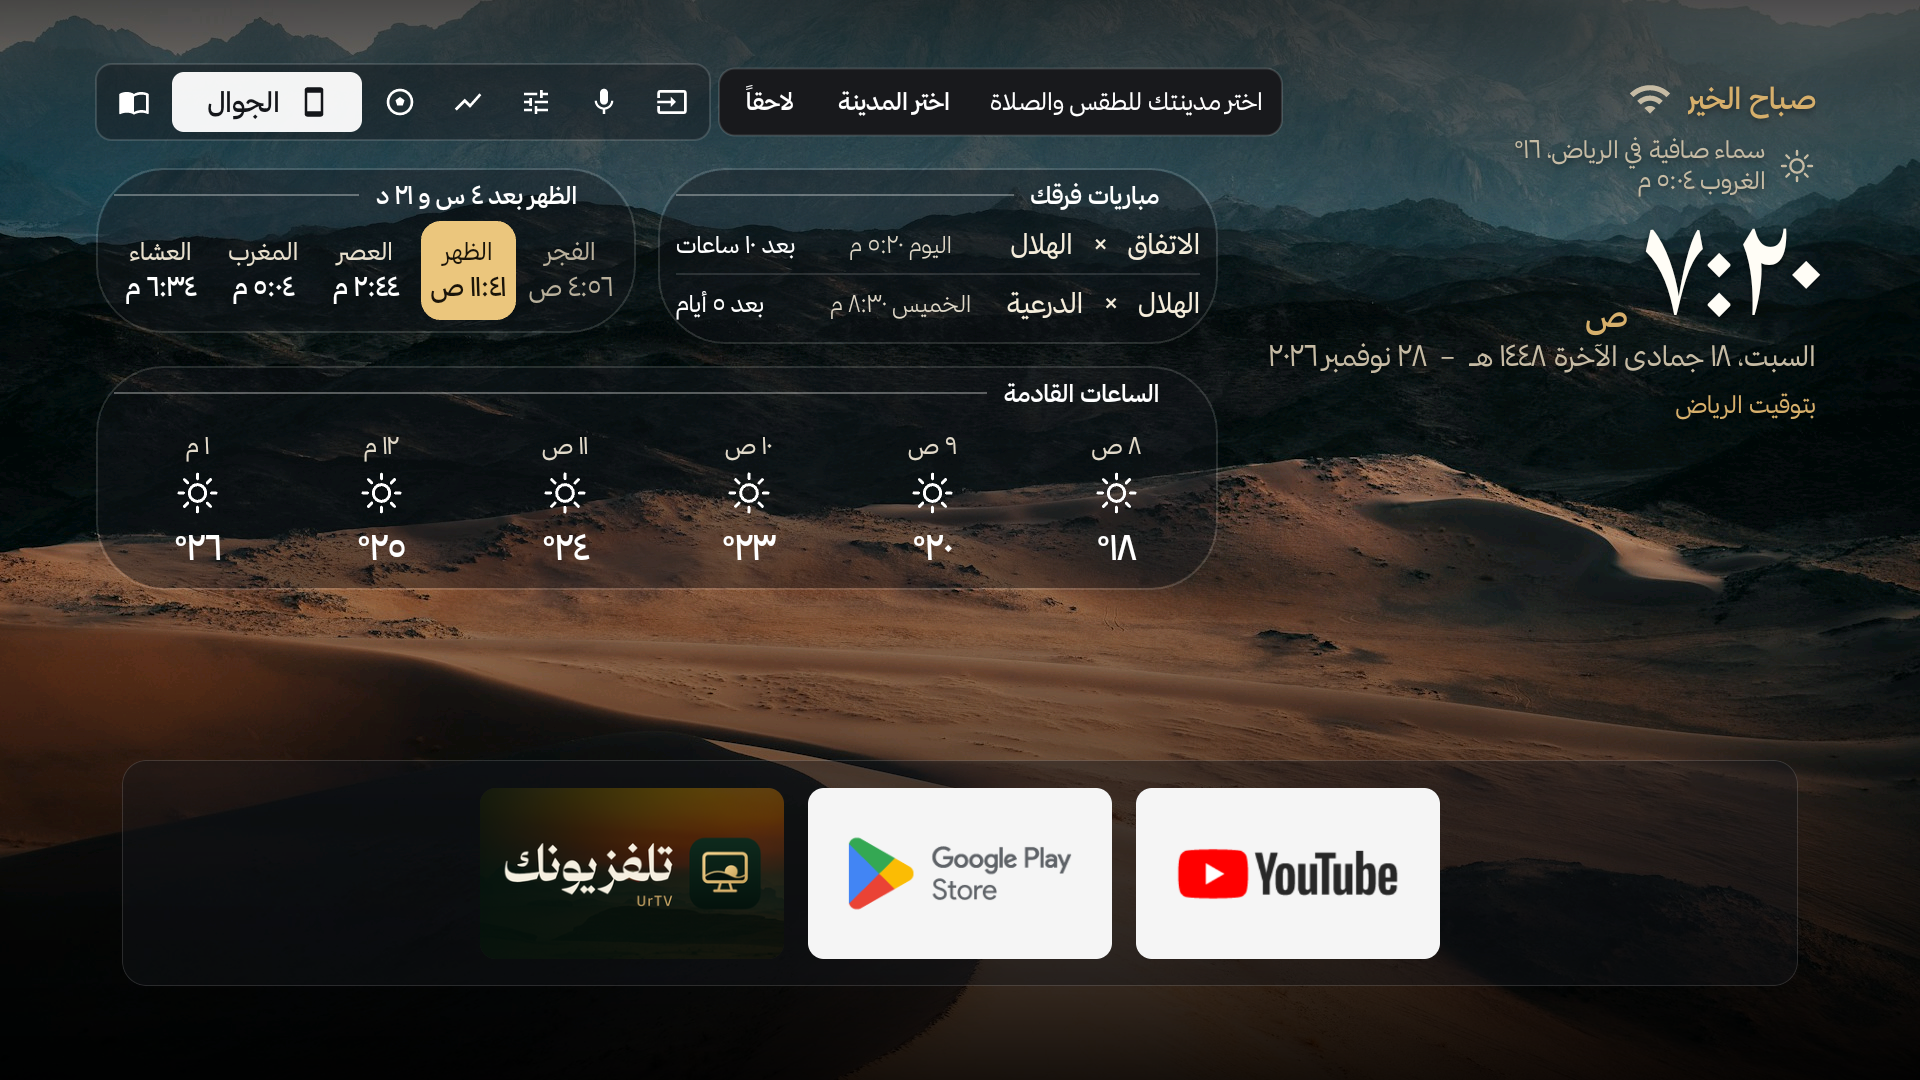 صباح الخير
سماء صافية في الرياض، ١٦°
الغروب ٥:٠٤ م
٧:٢٠ ص
السبت، ١٨ جمادى الآخرة ١٤٤٨ هـ – ٢٨ نوفمبر ٢٠٢٦
بتوقيت الرياض
اختر مدينتك للطقس والصلاة اختر المدينة لاحقاً
الجوال
مباريات فرقك
الاتفاق × الهلال اليوم ٥:٢٠ م بعد ١٠ ساعات
الهلال × الدرعية الخميس ٨:٣٠ م بعد ٥ أيام
الظهر بعد ٤ س و ٢١ د
الفجر الظهر العصر المغرب العشاء
٤:٥٦ ص ١١:٤١ ص ٢:٤٤ م ٥:٠٤ م ٦:٣٤ م
الساعات القادمة
٨ ص ٩ ص ١٠ ص ١١ ص ١٢ م ١ م
١٨° ٢٠° ٢٣° ٢٤° ٢٥° ٢٦°
YouTube
Google Play
Store
تلفزيونك
UrTV